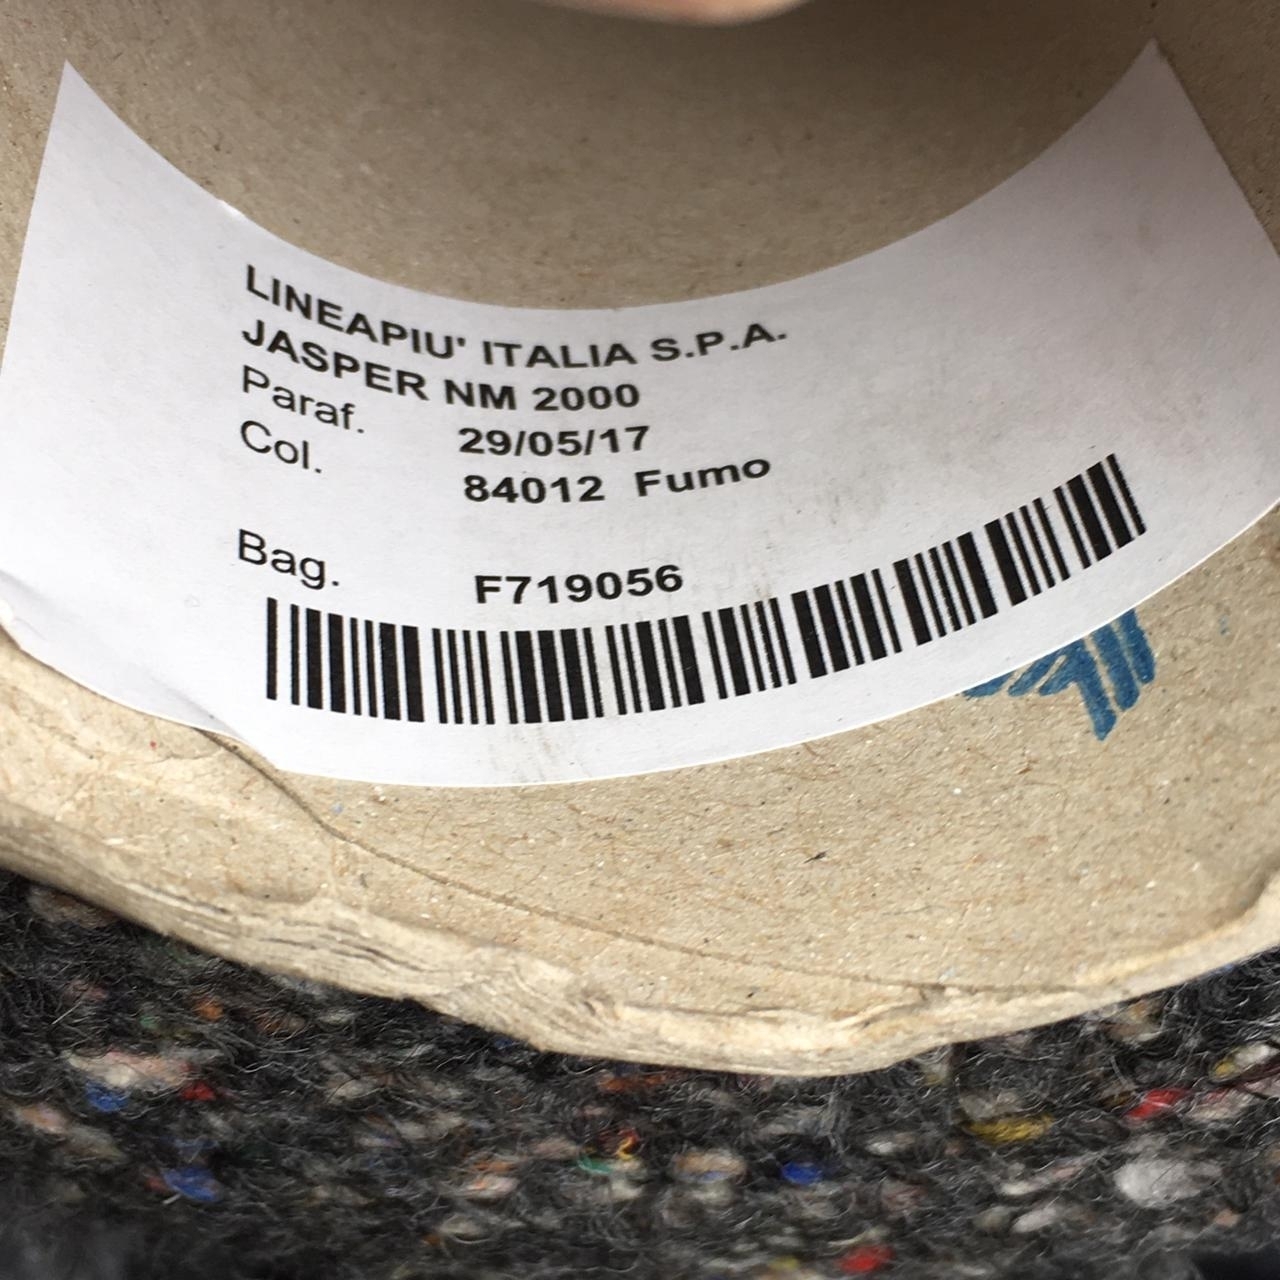 LINEAPIU' ITALIA S.P.A.
JASPER NM 2000
Paraf. 29/05/17
Col. 84012 Fumo
Bag. F719056